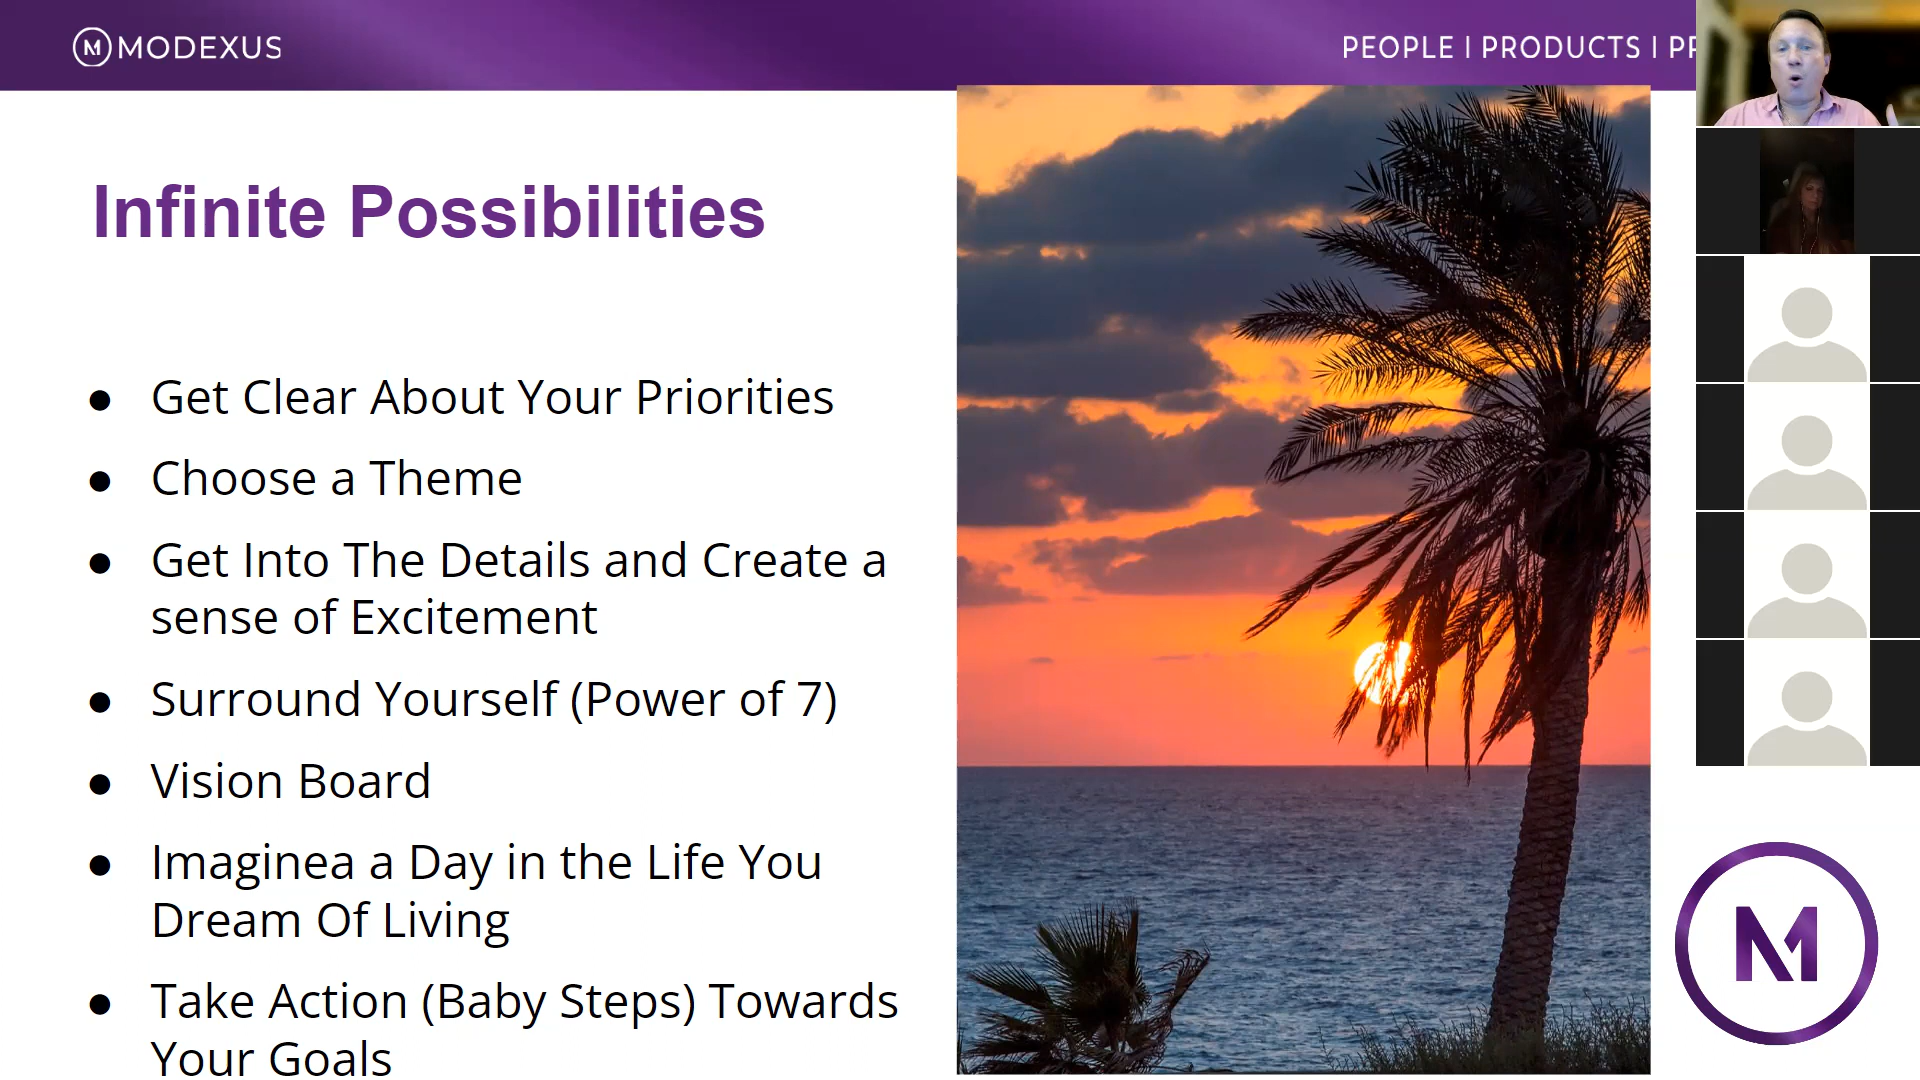 MODEXUS
PEOPLE | PRODUCTS |
Infinite Possibilities
● Get Clear About Your Priorities
● Choose a Theme
● Get Into The Details and Create a
sense of Excitement
● Surround Yourself (Power of 7)
● Vision Board
● Imaginea a Day in the Life You
Dream Of Living
● Take Action (Baby Steps) Towards
Your Goals
M